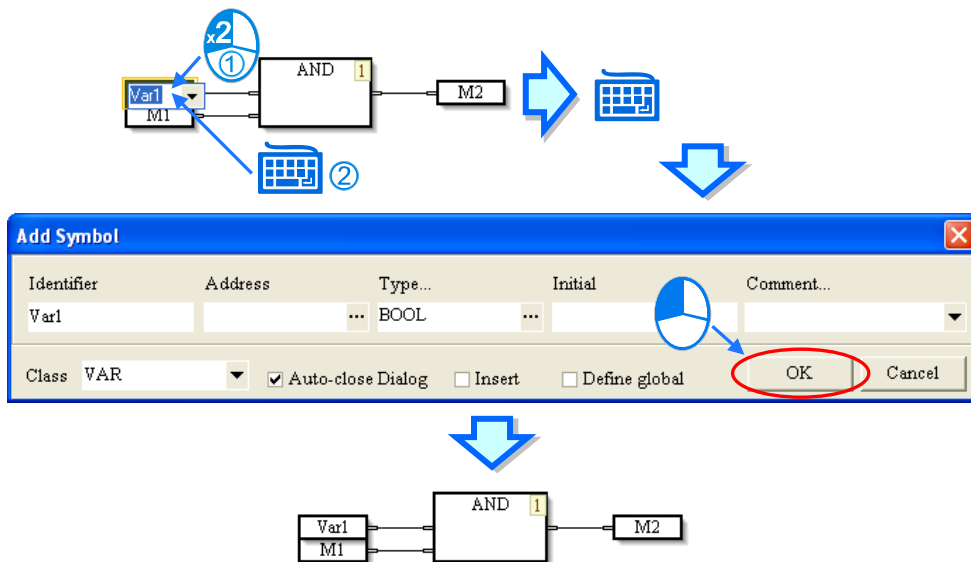 x2
①
AND 1
Var1
M1
M2
②
Add Symbol
Identifier Address Type... Initial Comment...
Var1 ... BOOL ...
Class VAR Auto-close Dialog Insert Define global OK Cancel
AND 1
Var1
M1
M2